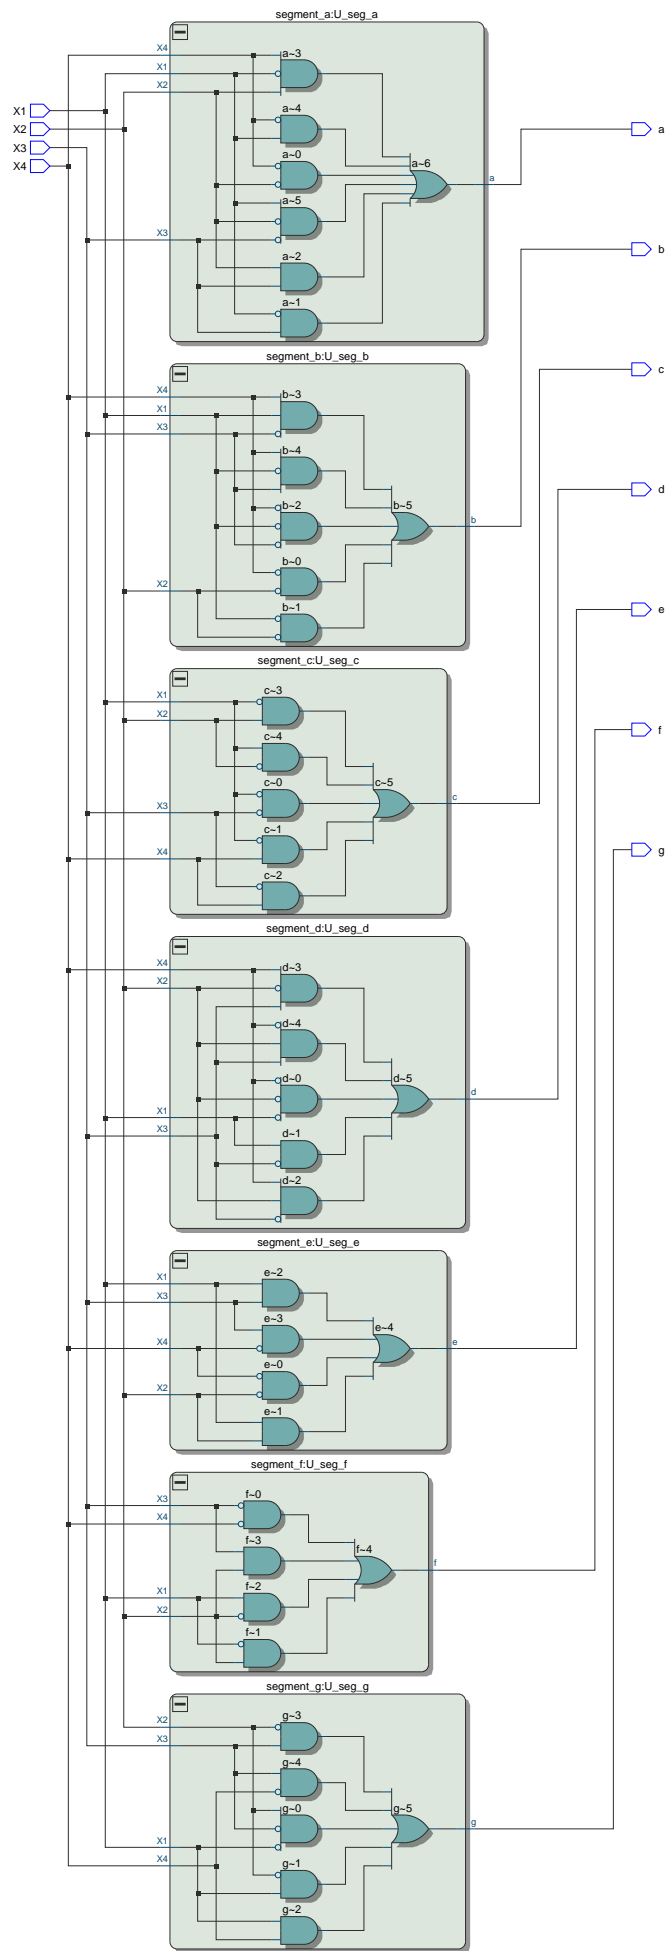 segment_a:U_seg_a
X4
X1
X2
a~3
X1
X2
X3
X4
a~4
a~0
a~6
a~5
a
a
X3
a~2
b
a~1
segment_b:U_seg_b
c
X4
X1
X3
b~3
b~4
d
b~2
b~5
b
b~0
X2
b~1
e
segment_c:U_seg_c
X1
X2
c~3
f
c~4
c~0
c~5
c
X3
c~1
X4
c~2
g
segment_d:U_seg_d
X4
X2
d~3
d~4
d~0
d~5
d
X1
X3
d~1
d~2
segment_e:U_seg_e
X1
X3
e~2
e~3
e~4
e
X4
e~0
X2
e~1
segment_f:U_seg_f
X3
X4
f~0
f~3
f~4
f
f~2
X1
X2
f~1
segment_g:U_seg_g
X2
X3
g~3
g~4
g~0
g~5
g
X1
X4
g~1
g~2